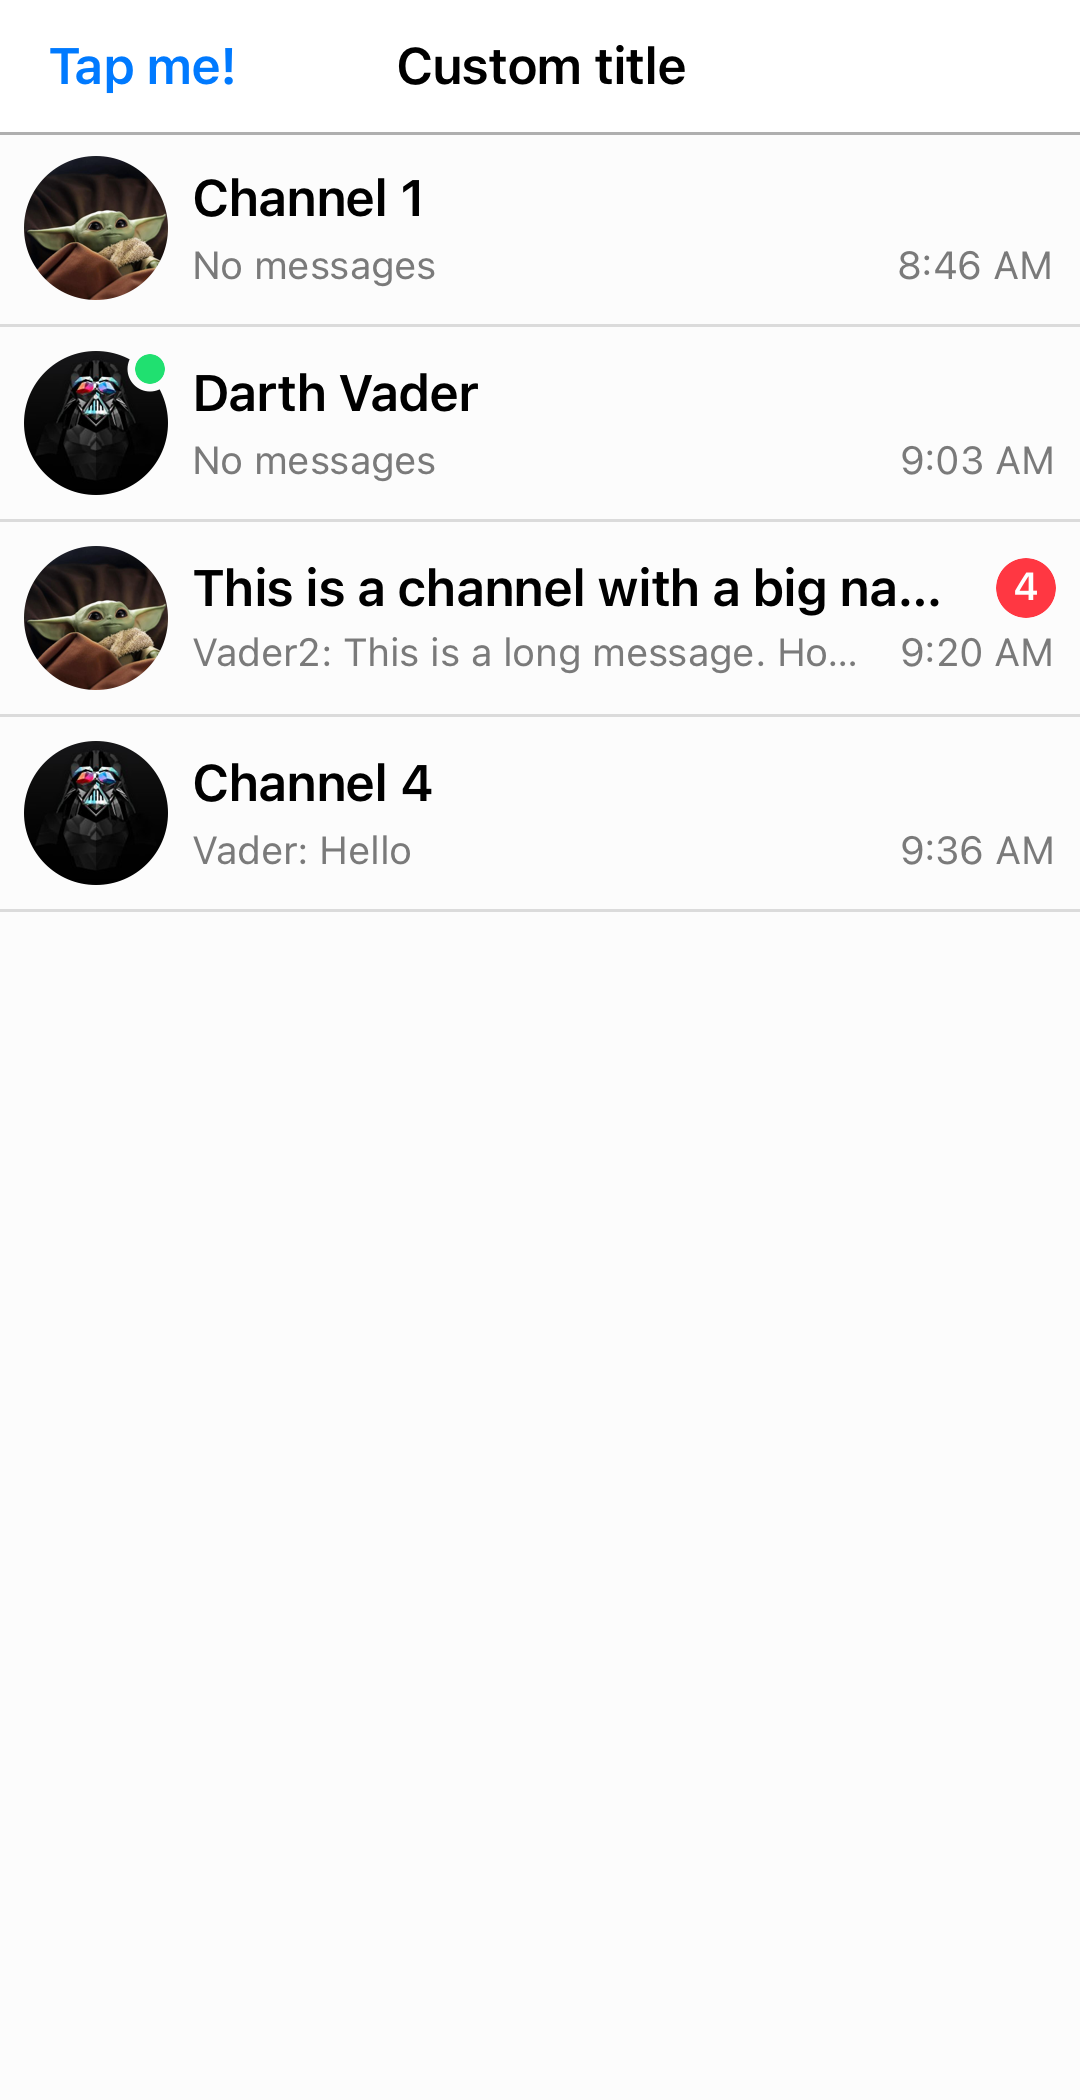 Tap me! Custom title
Channel 1
No messages 8:46 AM
Darth Vader
No messages 9:03 AM
This is a channel with a big na... 4
Vader2: This is a long message. Ho... 9:20 AM
Channel 4
Vader: Hello 9:36 AM